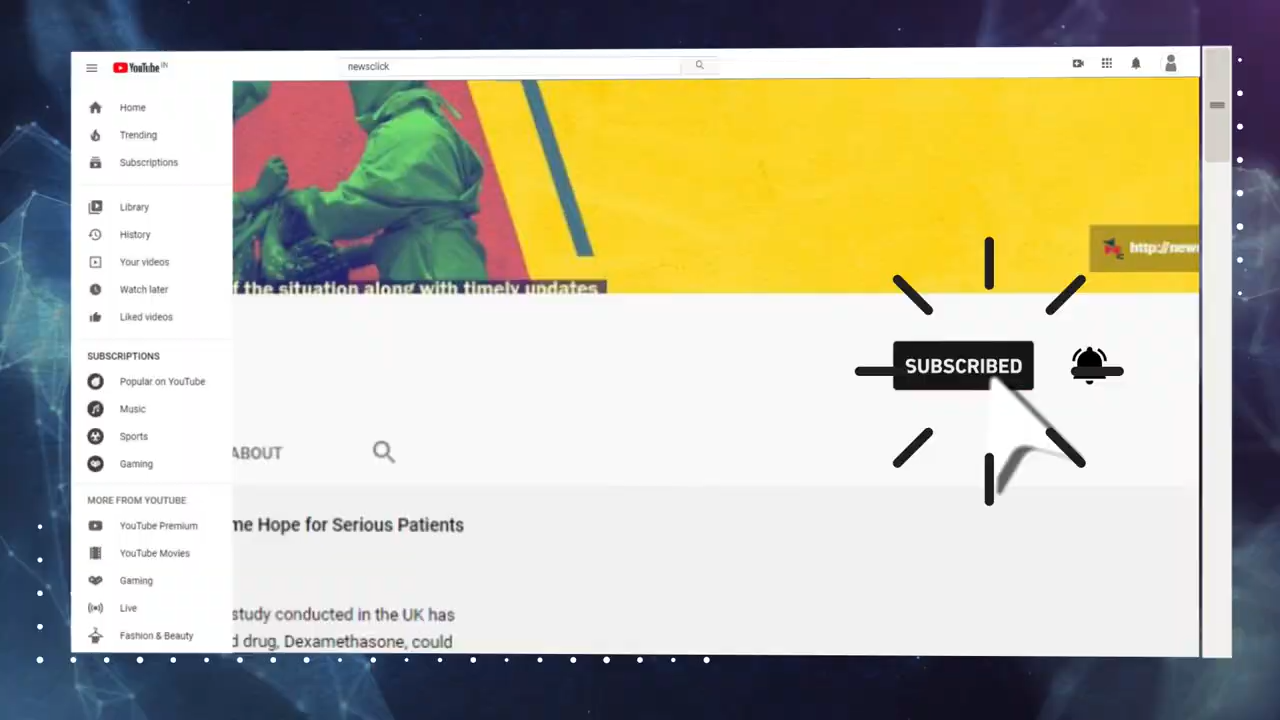 YouTube IN
newsclick
Home
Trending
Subscriptions
Library
History
Your videos
Watch later
Liked videos
SUBSCRIPTIONS
Popular on YouTube
Music
Sports
Gaming
MORE FROM YOUTUBE
YouTube Premium
YouTube Movies
Gaming
Live
Fashion & Beauty
f the situation along with timely updates
http://new
SUBSCRIBED
ABOUT
me Hope for Serious Patients
study conducted in the UK has
d drug, Dexamethasone, could